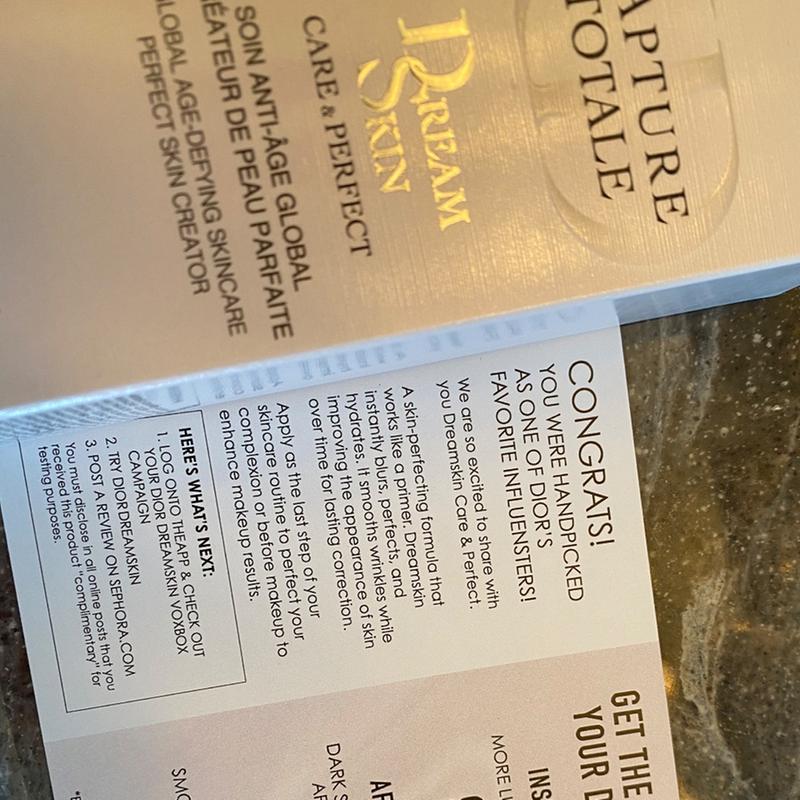 APTURE
TOTALE
DREAM
SKIN
CARE & PERFECT
SOIN ANTI-ÂGE GLOBAL
ÉATEUR DE PEAU PARFAITE
GLOBAL AGE-DEFYING SKINCARE
PERFECT SKIN CREATOR
CONGRATS!
YOU WERE HANDPICKED
AS ONE OF DIOR'S
FAVORITE INFLUENSTERS!
We are so excited to share with
you Dreamskin Care & Perfect.
A skin-perfecting formula that
works like a primer, Dreamskin
instantly blurs, perfects, and
hydrates. It smooths wrinkles while
improving the appearance of skin
over time for lasting correction.
Apply as the last step of your
skincare routine to perfect your
complexion or before makeup to
enhance makeup results.
HERE'S WHAT'S NEXT:
1. LOG ONTO THEAPP & CHECK OUT
YOUR DIOR DREAMSKIN VOXBOX
CAMPAIGN
2. TRY DIORDREAMSKIN
3. POST A REVIEW ON SEPHORA.COM
You must disclose in all online posts that you
received this product "complimentary" for
testing purposes.
GET THE
YOUR D
INS
MORE LI
AF
DARK S
AF
SMO